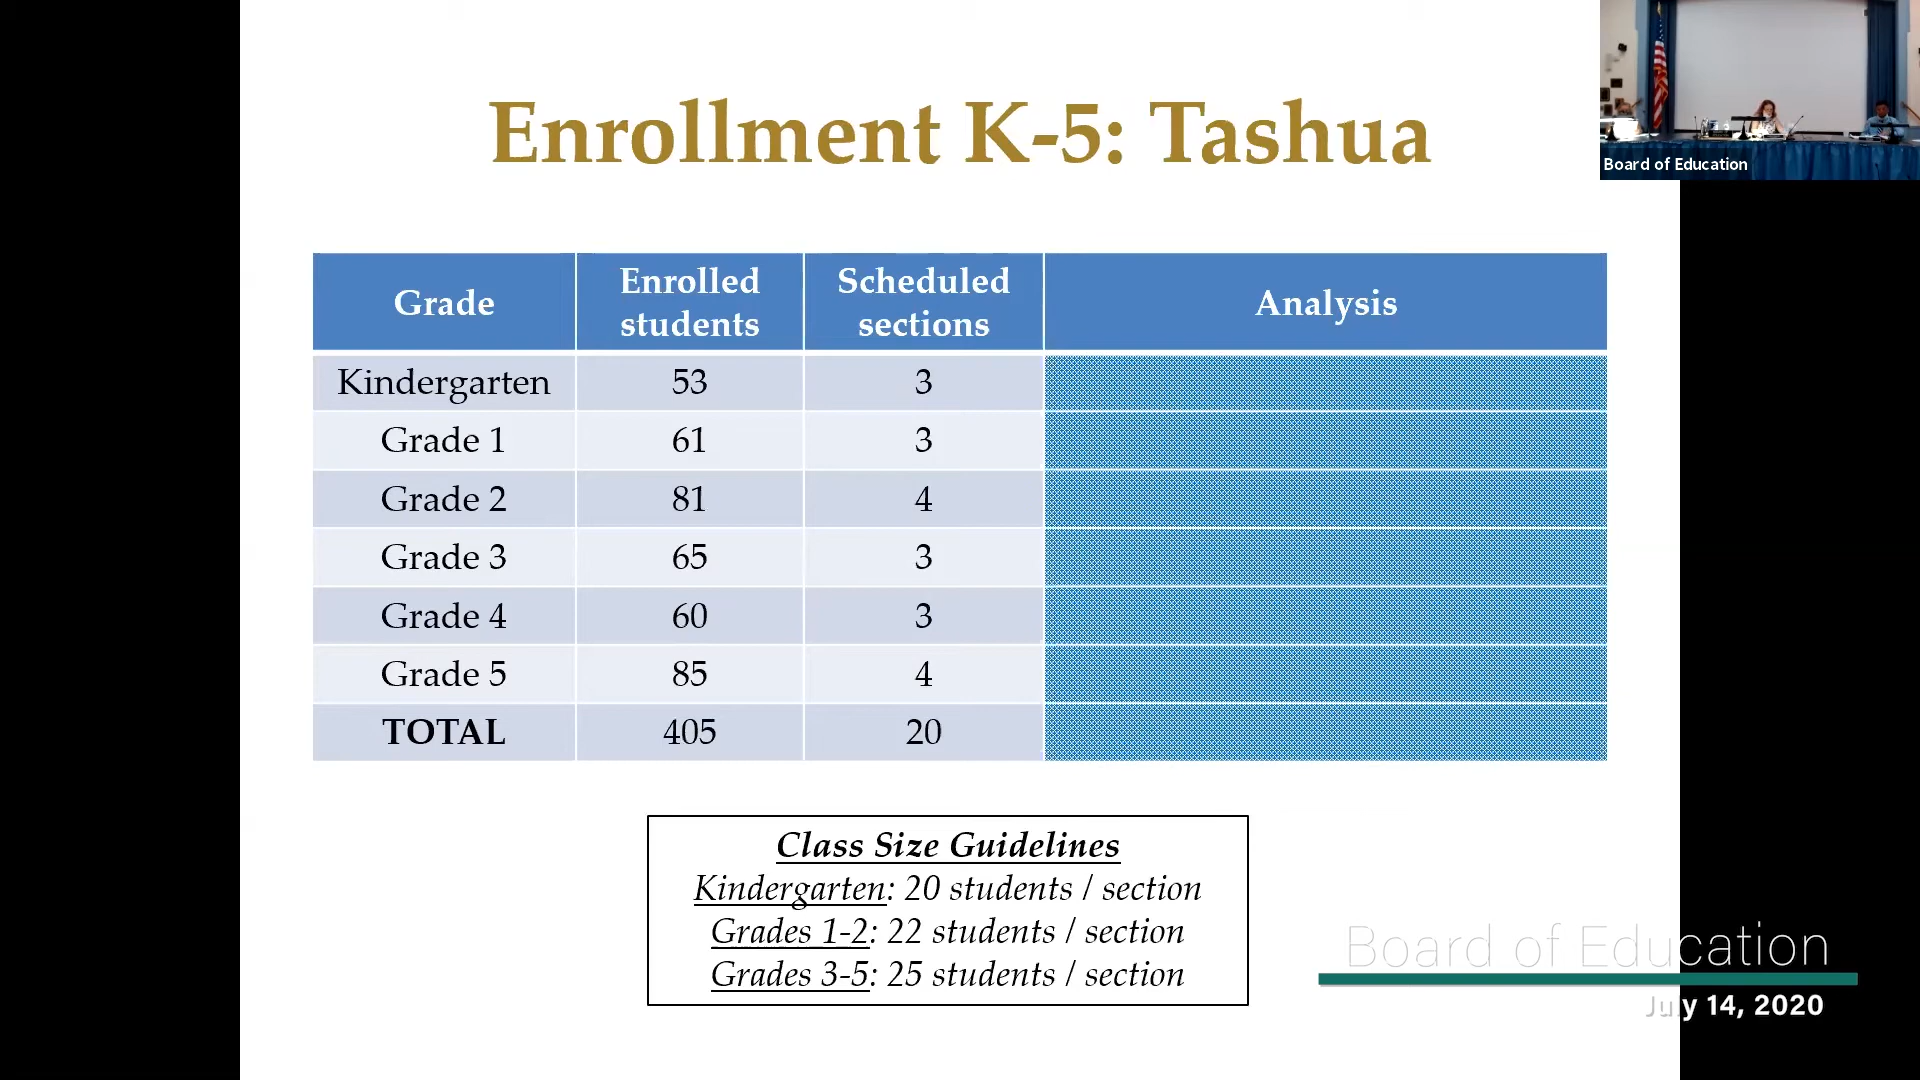 Enrollment K-5: Tashua
Board of Education
Grade
Enrolled
students
Scheduled
sections
Analysis
Kindergarten 53 3
Grade 1 61 3
Grade 2 81 4
Grade 3 65 3
Grade 4 60 3
Grade 5 85 4
TOTAL 405 20
Class Size Guidelines
Kindergarten: 20 students / section
Grades 1-2: 22 students / section
Grades 3-5: 25 students / section
Board of Education
July 14, 2020